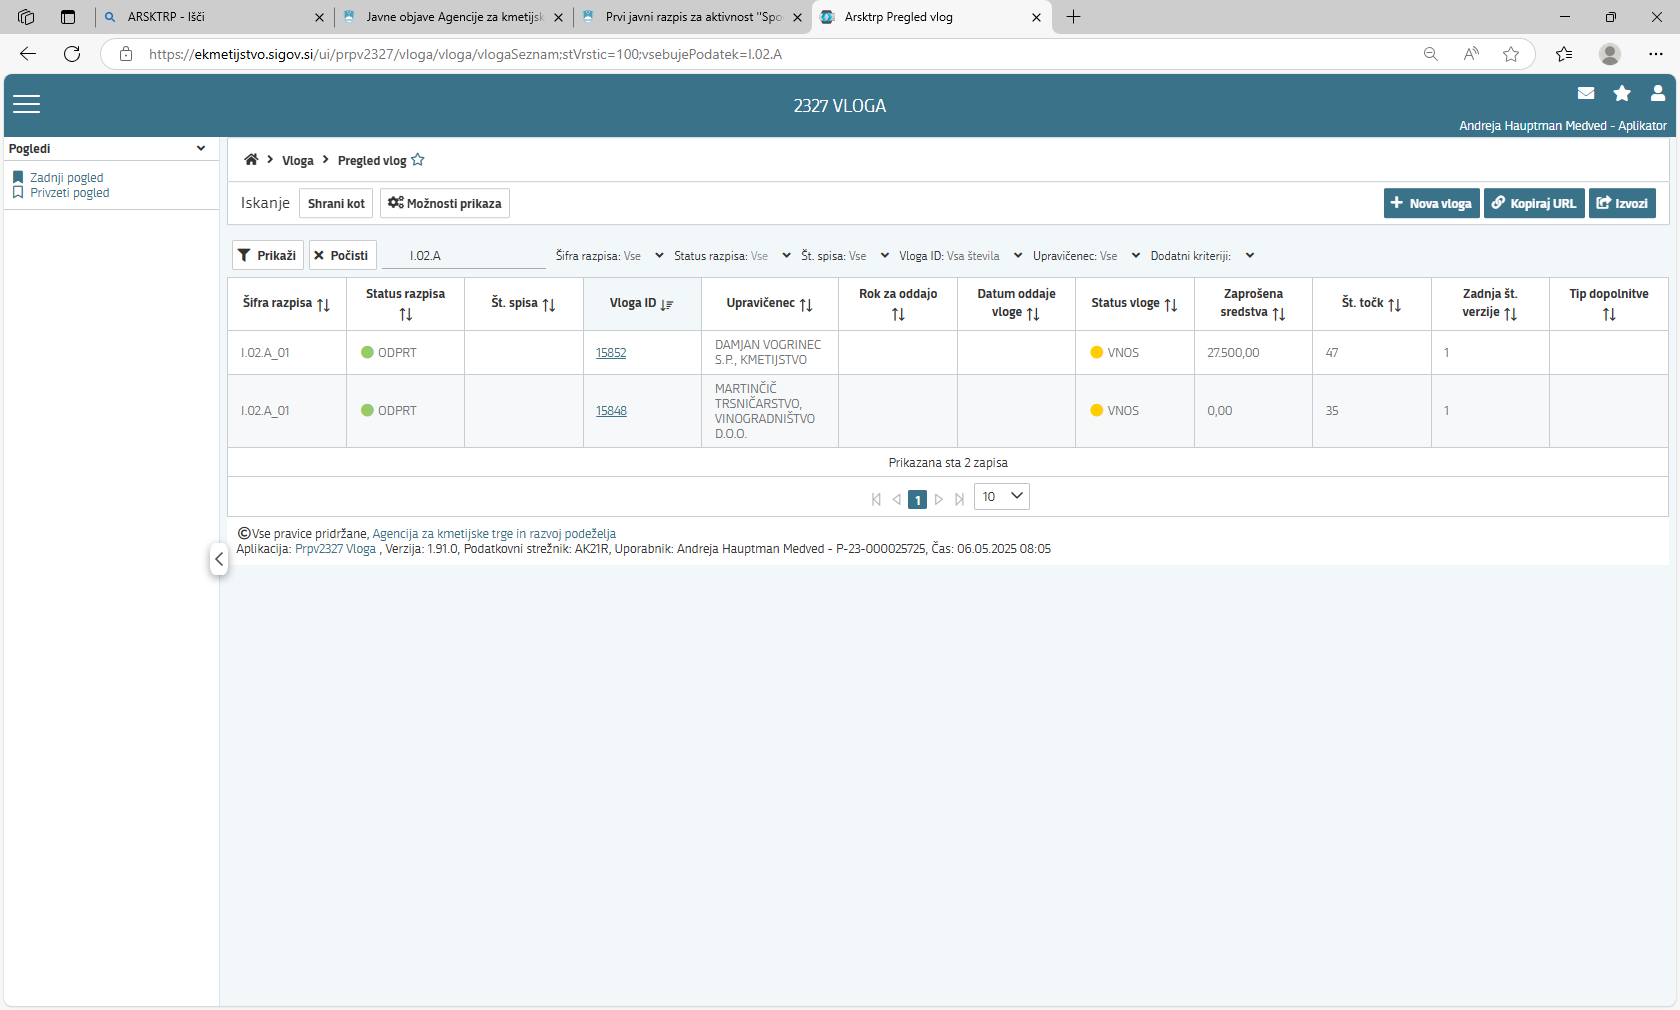 ARSKTRP - Išči
Javne objave Agencije za kmetijsk
Prvi javni razpis za aktivnost "Spo
Arsktrp Pregled vlog
https://ekmetijstvo.sigov.si/ui/prpv2327/vloga/vloga/vlogaSeznam;stVrstic=100;vsebujePodatek=I.02.A
2327 VLOGA
Andreja Hauptman Medved - Aplikator
Pogledi
Zadnji pogled
Privzeti pogled
Vloga
Pregled vlog
Iskanje
Shrani kot
Možnosti prikaza
Nova vloga
Kopiraj URL
Izvozi
Prikaži
Počisti
I.02.A
Šifra razpisa: Vse
Status razpisa: Vse
Št. spisa: Vse
Vloga ID: Vsa števila
Upravičenec: Vse
Dodatni kriteriji:
Šifra razpisa
Status razpisa
Št. spisa
Vloga ID
Upravičenec
Rok za oddajo
Datum oddaje
vloge
Status vloge
Zaprošena
sredstva
Št. točk
Zadnja št.
verzije
Tip dopolnitve
I.02.A_01
ODPRT
15852
DAMJAN VOGRINEC
S.P., KMETIJSTVO
VNOS
27.500,00
47
1
I.02.A_01
ODPRT
15848
MARTINČIČ
TRSNIČARSTVO,
VINOGRADNIŠTVO
D.O.O.
VNOS
0,00
35
1
Prikazana sta 2 zapisa
1
10
©Vse pravice pridržane, Agencija za kmetijske trge in razvoj podeželja
Aplikacija: Prpv2327 Vloga , Verzija: 1.91.0, Podatkovni strežnik: AK21R, Uporabnik: Andreja Hauptman Medved - P-23-000025725, Čas: 06.05.2025 08:05